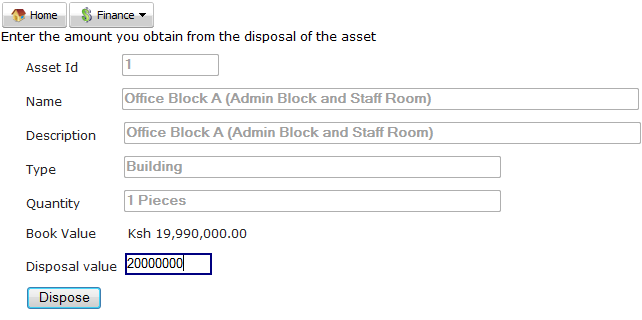 Home Finance
Enter the amount you obtain from the disposal of the asset
Asset Id 1
Name Office Block A (Admin Block and Staff Room)
Description Office Block A (Admin Block and Staff Room)
Type Building
Quantity 1 Pieces
Book Value Ksh 19,990,000.00
Disposal value 20000000
Dispose